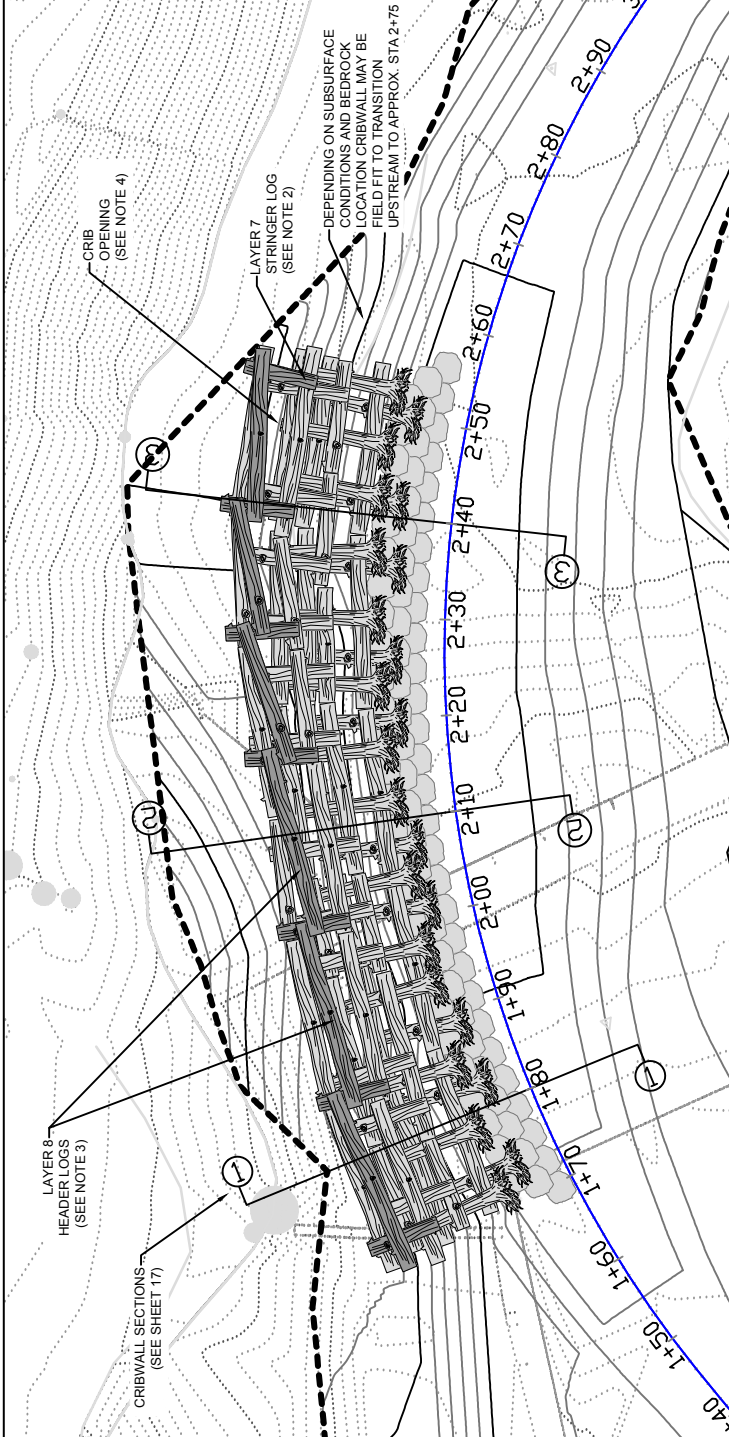 CRIB
OPENING
(SEE NOTE 4)
LAYER 7
STRINGER LOG
(SEE NOTE 2)
DEPENDING ON SUBSURFACE
CONDITIONS AND BEDROCK
LOCATION CRIBWALL MAY BE
FIELD FIT TO TRANSITION
UPSTREAM TO APPROX. STA 2+75
LAYER 8
HEADER LOGS
(SEE NOTE 3)
CRIBWALL SECTIONS
(SEE SHEET 17)
1
2
3
1
2
3
1+50
1+60
1+70
1+80
1+90
2+00
2+10
2+20
2+30
2+40
2+50
2+60
2+70
2+80
2+90